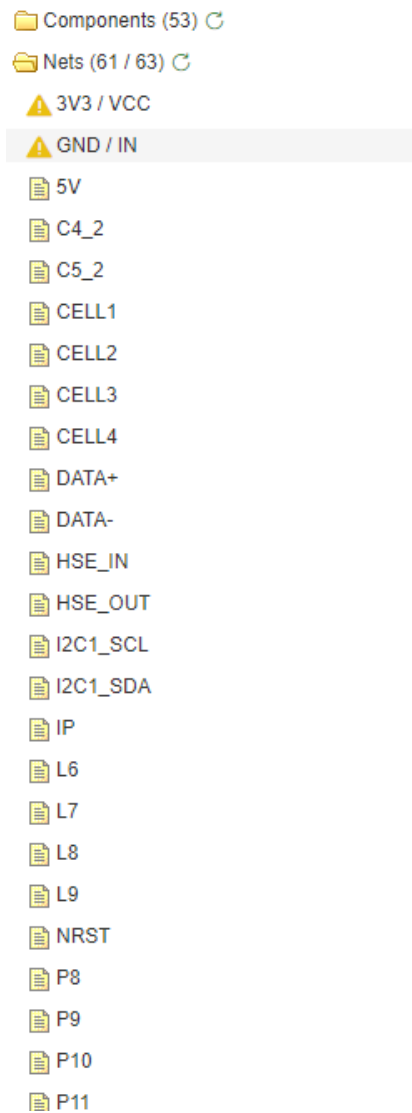 Components (53)
Nets (61 / 63)
3V3 / VCC
GND / IN
5V
C4_2
C5_2
CELL1
CELL2
CELL3
CELL4
DATA+
DATA-
HSE_IN
HSE_OUT
I2C1_SCL
I2C1_SDA
IP
L6
L7
L8
L9
NRST
P8
P9
P10
P11